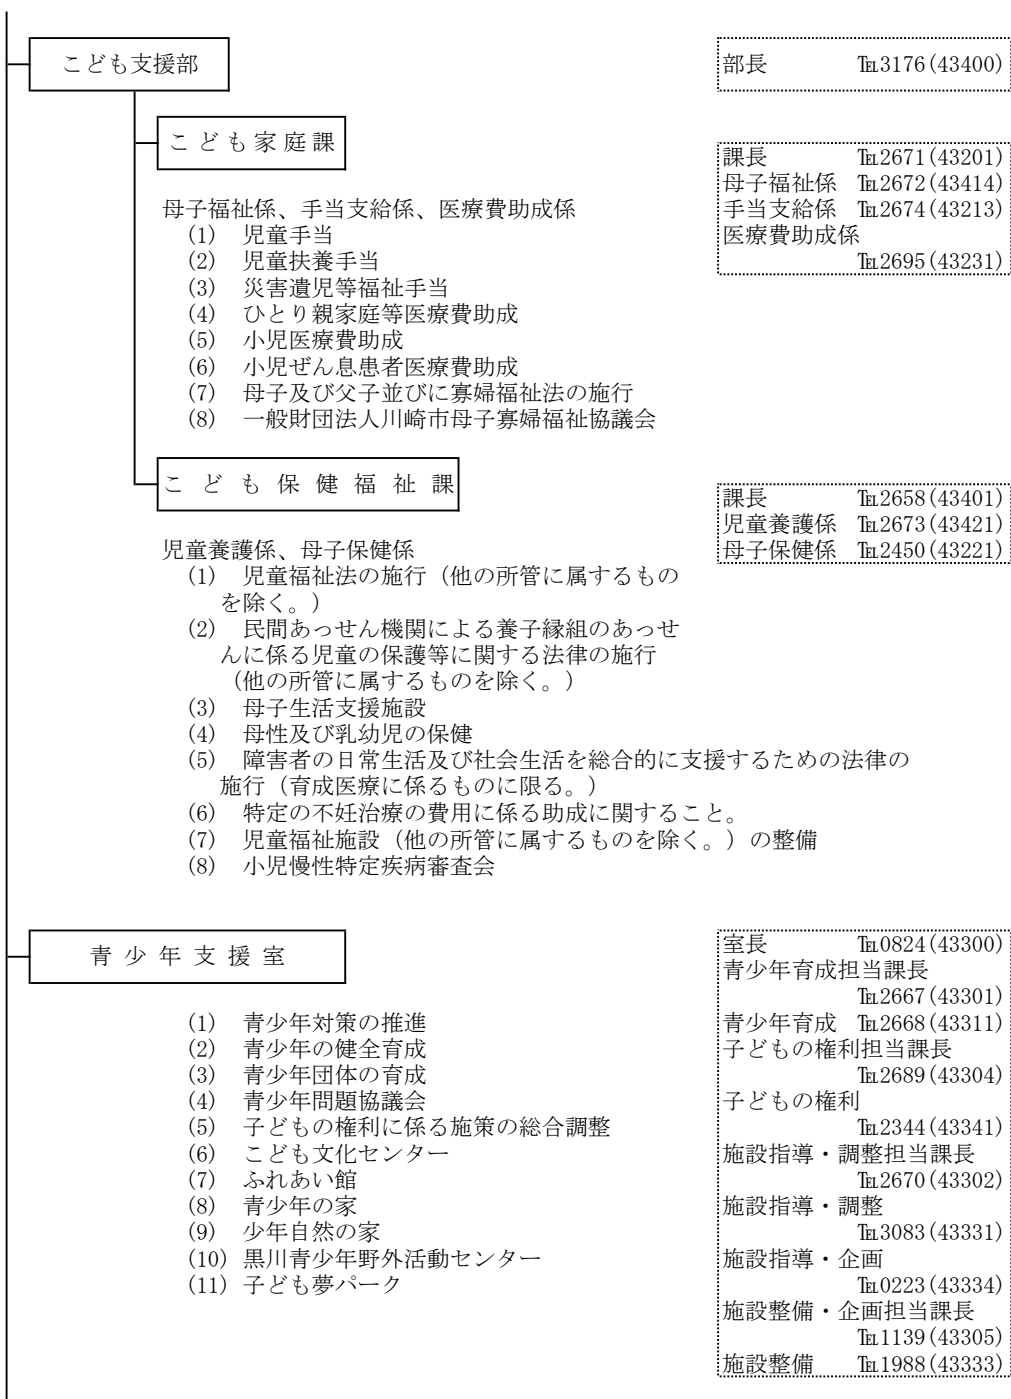 こども支援部
部長　℡3176(43400)
こども家庭課
課長　℡2671(43201)
母子福祉係　℡2672(43414)
手当支給係　℡2674(43213)
医療費助成係
℡2695(43231)
母子福祉係、手当支給係、医療費助成係
(1)　児童手当
(2)　児童扶養手当
(3)　災害遺児等福祉手当
(4)　ひとり親家庭等医療費助成
(5)　小児医療費助成
(6)　小児ぜん息患者医療費助成
(7)　母子及び父子並びに寡婦福祉法の施行
(8)　一般財団法人川崎市母子寡婦福祉協議会
こども保健福祉課
課長　℡2658(43401)
児童養護係　℡2673(43421)
母子保健係　℡2450(43221)
児童養護係、母子保健係
(1)　児童福祉法の施行（他の所管に属するもの
を除く。）
(2)　民間あっせん機関による養子縁組のあっせ
んに係る児童の保護等に関する法律の施行
（他の所管に属するものを除く。）
(3)　母子生活支援施設
(4)　母性及び乳幼児の保健
(5)　障害者の日常生活及び社会生活を総合的に支援するための法律の
施行（育成医療に係るものに限る。）
(6)　特定の不妊治療の費用に係る助成に関すること。
(7)　児童福祉施設（他の所管に属するものを除く。）の整備
(8)　小児慢性特定疾病審査会
青少年支援室
室長　℡0824(43300)
青少年育成担当課長
℡2667(43301)
青少年育成　℡2668(43311)
子どもの権利担当課長
℡2689(43304)
子どもの権利
℡2344(43341)
施設指導・調整担当課長
℡2670(43302)
施設指導・調整
℡3083(43331)
施設指導・企画
℡0223(43334)
施設整備・企画担当課長
℡1139(43305)
施設整備　℡1988(43333)
(1)　青少年対策の推進
(2)　青少年の健全育成
(3)　青少年団体の育成
(4)　青少年問題協議会
(5)　子どもの権利に係る施策の総合調整
(6)　こども文化センター
(7)　ふれあい館
(8)　青少年の家
(9)　少年自然の家
(10)　黒川青少年野外活動センター
(11)　子ども夢パーク